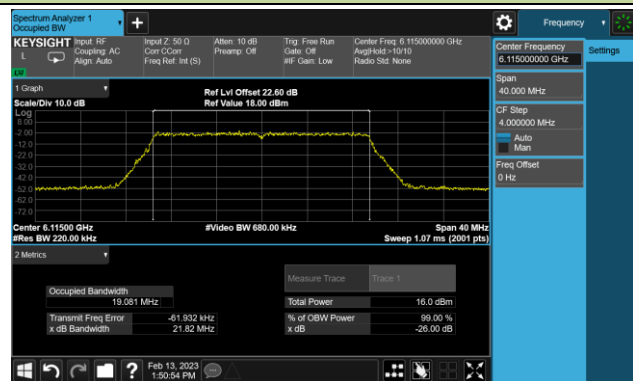 Spectrum Analyzer 1
Occupied BW
Frequency
KEYSIGHT
L
Input: RF
Coupling: AC
Align: Auto
Input Z: 50 Ω
Corr CCorr
Freq Ref: Int (S)
Atten: 10 dB
Preamp: Off
Trig: Free Run
Gate: Off
#IF Gain: Low
Center Freq: 6.115000000 GHz
Avg|Hold:>10/10
Radio Std: None
Center Frequency
6.115000000 GHz
Settings
Span
40.000 MHz
CF Step
4.000000 MHz
Auto
Man
Freq Offset
0 Hz
1 Graph
Scale/Div 10.0 dB
Ref Lvl Offset 22.60 dB
Ref Value 18.00 dBm
Log
8.00
-2.00
-12.0
-22.0
-32.0
-42.0
-52.0
-62.0
-72.0
Center 6.11500 GHz
#Res BW 220.00 kHz
#Video BW 680.00 kHz
Span 40 MHz
Sweep 1.07 ms (2001 pts)
2 Metrics
Measure Trace
Trace 1
Occupied Bandwidth
19.081 MHz
Total Power
16.0 dBm
Transmit Freq Error
-61.932 kHz
% of OBW Power
99.00 %
x dB Bandwidth
21.82 MHz
x dB
-26.00 dB
?
Feb 13, 2023
1:50:54 PM